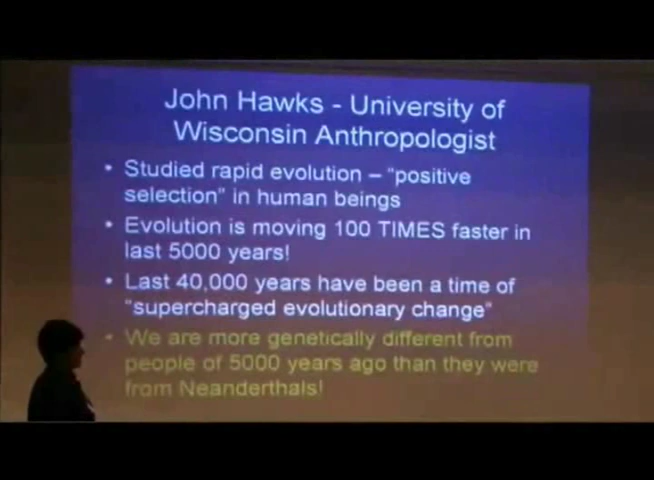 John Hawks - University of
Wisconsin Anthropologist
• Studied rapid evolution – "positive
selection" in human beings
• Evolution is moving 100 TIMES faster in
last 5000 years!
• Last 40,000 years have been a time of
"supercharged evolutionary change"
• We are more genetically different from
people of 5000 years ago than they were
from Neanderthals!